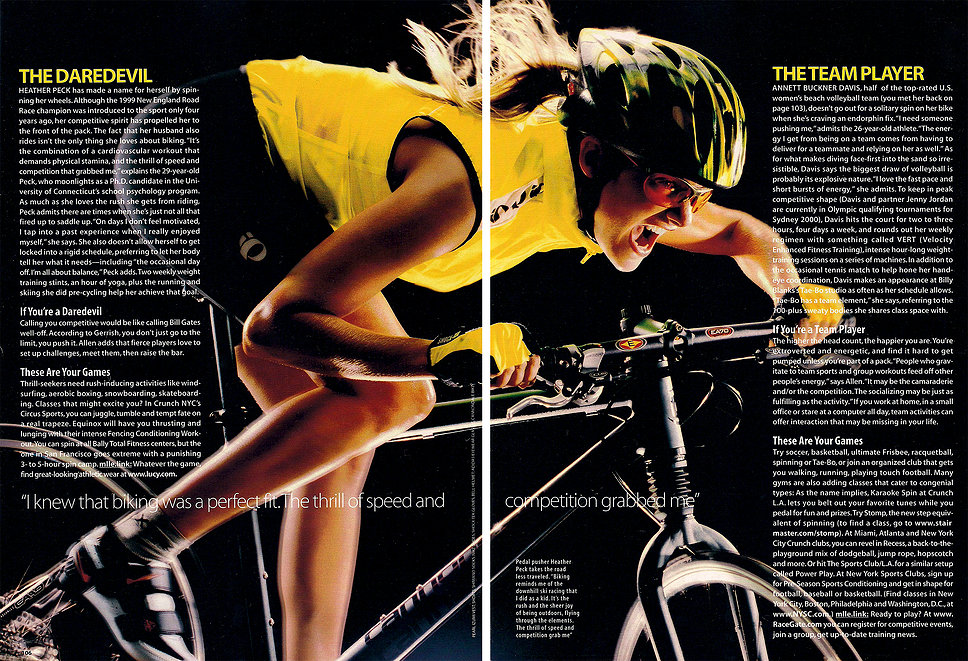 THE DAREDEVIL
HEATHER PECK has made a name for herself by spin-
ning her wheels. Although the 1999 New England Road
Race champion was introduced to the sport only four
years ago, her competitive spirit has propelled her to
the front of the pack. The fact that her husband also
rides isn't the only thing she loves about biking. "It's
the combination of a cardiovascular workout that
demands physical stamina, and the thrill of speed and
competition that grabbed me," explains the 29-year-old
Peck, who moonlights as a Ph.D. candidate in the Uni-
versity of Connecticut's school psychology program.
As much as she loves the rush she gets from riding,
Peck admits there are times when she's just not all that
fired up to saddle up. "On days I don't feel motivated,
I tap into a past experience when I really enjoyed
myself," she says. She also doesn't allow herself to get
locked into a rigid schedule, preferring to let her body
tell her what it needs—including "the occasional day
off. I'm all about balance," Peck adds. Two weekly weight
training stints, an hour of yoga, plus the running and
skiing she did pre-cycling help her achieve that goal.
If You're a Daredevil
Calling you competitive would be like calling Bill Gates
well-off. According to Gerrish, you don't just go to the
limit, you push it. Allen adds that fierce players love to
set up challenges, meet them, then raise the bar.
These Are Your Games
Thrill-seekers need rush-inducing activities like wind-
surfing, aerobic boxing, snowboarding, skateboard-
ing. Classes that might excite you? In Crunch NYC's
Circus Sports, you can juggle, tumble and tempt fate on
a real trapeze. Equinox will have you thrusting and
lunging with their intense Fencing Conditioning Work-
out. You can spin at all Bally Total Fitness centers, but the
one in San Francisco goes extreme with a punishing
3- to 5-hour spin camp. mlle.link: Whatever the game,
find great-looking athletic wear at www.lucy.com.
"I knew that biking was a perfect fit. The thrill of speed and competition grabbed me"
106
Pedal pusher Heather
Peck takes the road
less traveled. "Biking
reminds me of the
downhill ski racing that
I did as a kid. It's the
rush and the sheer joy
of being outdoors, flying
through the elements.
The thrill of speed and
competition grab me"
EA70
THE TEAM PLAYER
ANNETT BUCKNER DAVIS, half of the top-rated U.S.
women's beach volleyball team (you met her back on
page 103), doesn't go out for a solitary spin on her bike
when she's craving an endorphin fix. "I need someone
pushing me," admits the 26-year-old athlete. "The ener-
gy I get from being on a team comes from having to
deliver for a teammate and relying on her as well." As
for what makes diving face-first into the sand so irre-
sistible, Davis says the biggest draw of volleyball is
probably its explosive nature. "I love the fast pace and
short bursts of energy," she admits. To keep in peak
competitive shape (Davis and partner Jenny Jordan
are currently in Olympic qualifying tournaments for
Sydney 2000), Davis hits the court for two to three
hours, four days a week, and rounds out her weekly
regimen with something called VERT (Velocity
Enhanced Fitness Training), intense hour-long weight-
training sessions on a series of machines. In addition to
the occasional tennis match to help hone her hand-
eye coordination, Davis makes an appearance at Billy
Blanks's Tae-Bo studio as often as her schedule allows.
"Tae-Bo has a team element," she says, referring to the
100-plus sweaty bodies she shares class space with.
If You're a Team Player
The higher the head count, the happier you are. You're
extroverted and energetic, and find it hard to get
pumped unless you're part of a pack. "People who grav-
itate to team sports and group workouts feed off other
people's energy," says Allen. "It may be the camaraderie
and/or the competition. The socializing may be just as
fulfilling as the activity." If you work at home, in a small
office or stare at a computer all day, team activities can
offer interaction that may be missing in your life.
These Are Your Games
Try soccer, basketball, ultimate Frisbee, racquetball,
spinning or Tae-Bo, or join an organized club that gets
you walking, running, playing touch football. Many
gyms are also adding classes that cater to congenial
types: As the name implies, Karaoke Spin at Crunch
L.A. lets you belt out your favorite tunes while you
pedal for fun and prizes. Try Stomp, the new step equiv-
alent of spinning (to find a class, go to www.stair
master.com/stomp). At Miami, Atlanta and New York
City Crunch clubs, you can revel in Recess, a back-to-the-
playground mix of dodgeball, jump rope, hopscotch
and more. Or hit The Sports Club/L.A. for a similar setup
called Power Play. At New York Sports Clubs, sign up
for Pre-Season Sports Conditioning and get in shape for
football, baseball or basketball. (Find classes in New
York City, Boston, Philadelphia and Washington, D.C., at
www.NYSC.com.) mlle.link: Ready to play? At www.
RaceGate.com you can register for competitive events,
join a group, get up-to-date training news.